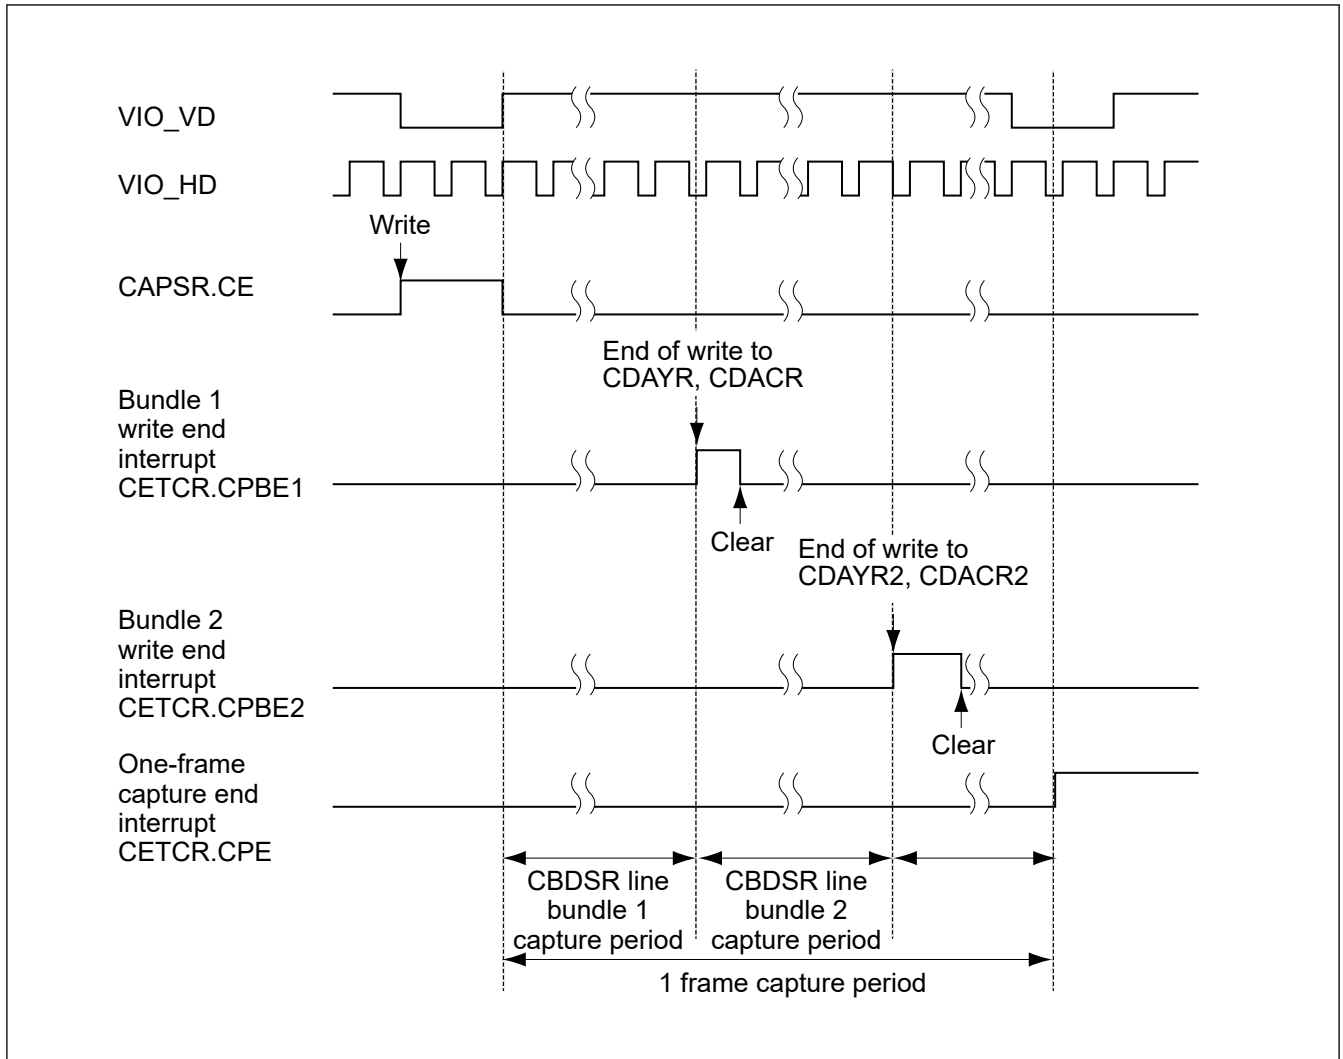 VIO_VD
VIO_HD
Write
CAPSR.CE
End of write to
CDAYR, CDACR
Bundle 1
write end
interrupt
CETCR.CPBE1
Clear
End of write to
CDAYR2, CDACR2
Bundle 2
write end
interrupt
CETCR.CPBE2
Clear
One-frame
capture end
interrupt
CETCR.CPE
CBDSR line
bundle 1
capture period
CBDSR line
bundle 2
capture period
1 frame capture period